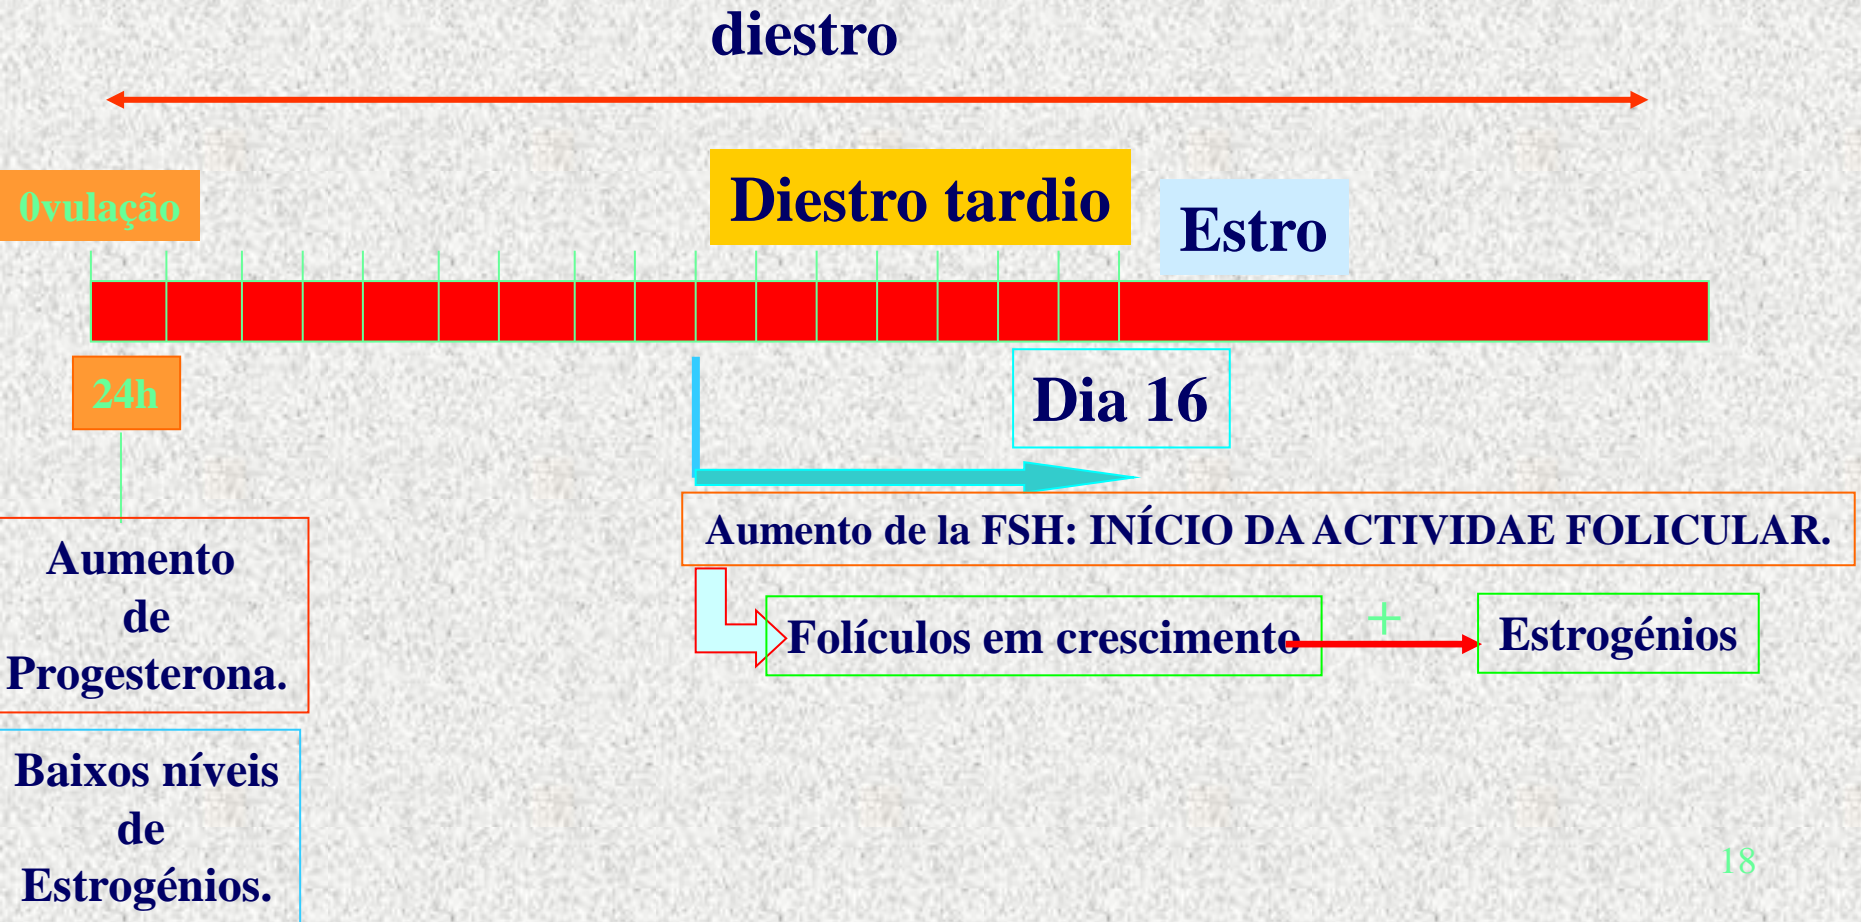 diestro
0vulação
Diestro tardio
Estro
24h
Dia 16
Aumento
de
Progesterona.
Aumento de la FSH: INÍCIO DA ACTIVIDAE FOLICULAR.
Folículos em crescimento
+
Estrogénios
Baixos níveis
de
Estrogénios.
18